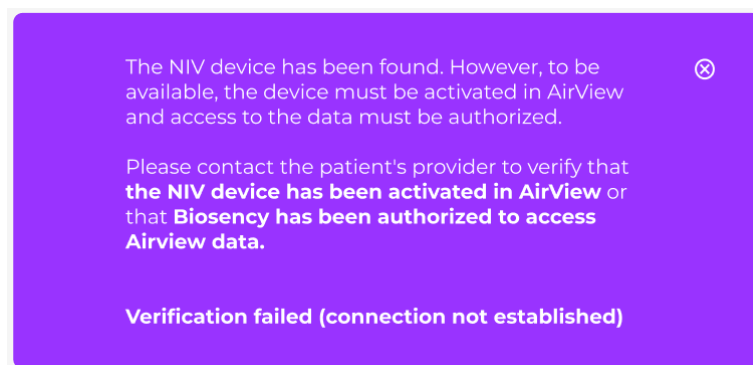 The NIV device has been found. However, to be
available, the device must be activated in AirView
and access to the data must be authorized.
Please contact the patient's provider to verify that
the NIV device has been activated in AirView or
that Biosency has been authorized to access
Airview data.
Verification failed (connection not established)